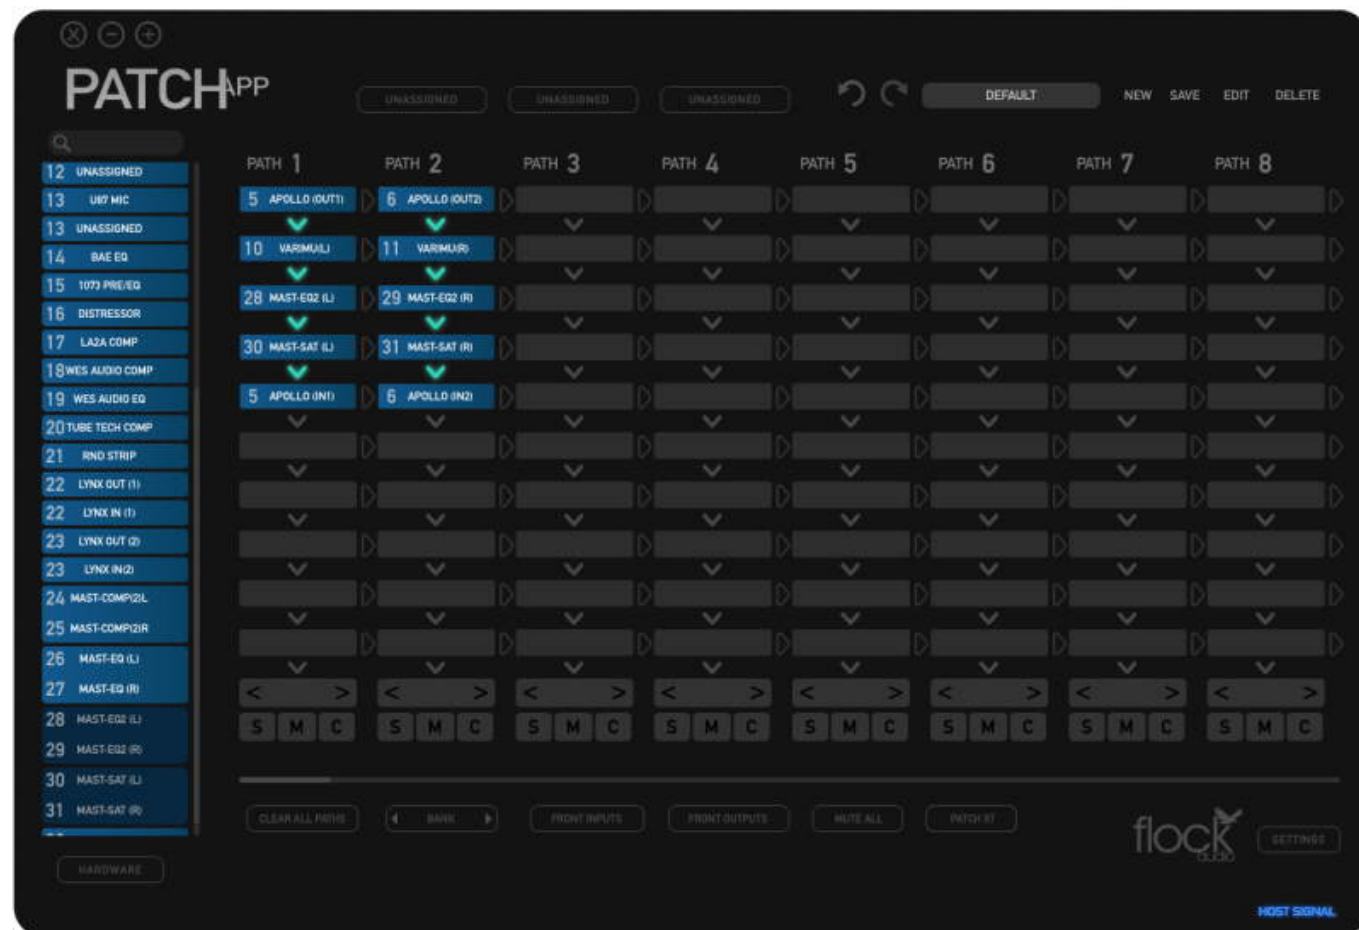 PATCHAPP
UNASSIGNED UNASSIGNED UNASSIGNED DEFAULT NEW SAVE EDIT DELETE
PATH 1 PATH 2 PATH 3 PATH 4 PATH 5 PATH 6 PATH 7 PATH 8
12 UNASSIGNED
13 U87 MIC
13 UNASSIGNED
14 BAE EQ
15 1073 PRE/EQ
16 DISTRESSOR
17 LA2A COMP
18 WES AUDIO COMP
19 WES AUDIO EQ
20 TUBE TECH COMP
21 RND STRIP
22 LYNX OUT (1)
22 LYNX IN (1)
23 LYNX OUT (2)
23 LYNX IN(2)
24 MAST-COMP(2)L
25 MAST-COMP(2)R
26 MAST-EQ (L)
27 MAST-EQ (R)
28 MAST-EQ2 (L)
29 MAST-EQ2 (R)
30 MAST-SAT (L)
31 MAST-SAT (R)
5 APOLLO (OUT1) 6 APOLLO (OUT2)
10 VARIMU(L) 11 VARIMU(R)
28 MAST-EQ2 (L) 29 MAST-EQ2 (R)
30 MAST-SAT (L) 31 MAST-SAT (R)
5 APOLLO (IN1) 6 APOLLO (IN2)
< > < > < > < > < > < > < > < >
S M C S M C S M C S M C S M C S M C S M C S M C
CLEAR ALL PATHS BANK FRONT INPUTS FRONT OUTPUTS MUTE ALL PATCH XT
flock
audio
SETTINGS
HARDWARE
HOST SIGNAL